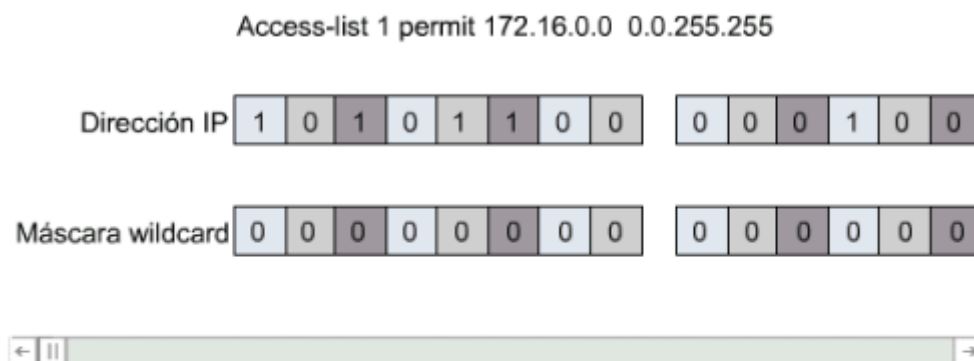 Access-list 1 permit 172.16.0.0 0.0.255.255
Dirección IP 1 0 1 0 1 1 0 0 0 0 0 1 0 0
Máscara wildcard 0 0 0 0 0 0 0 0 0 0 0 0 0 0